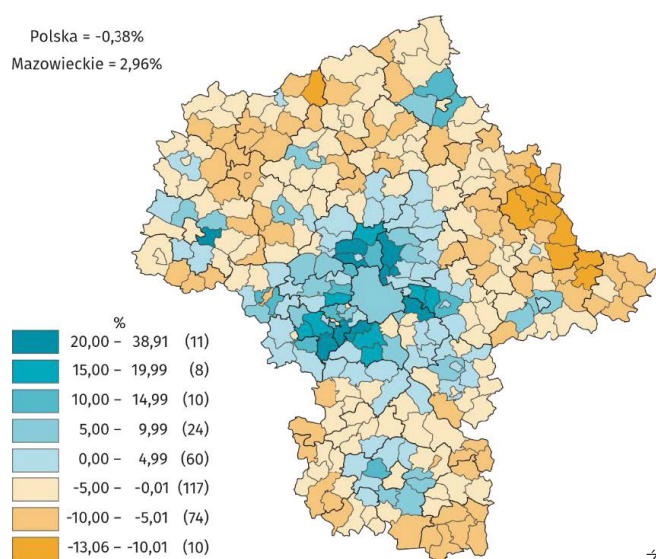 Polska = -0,38%
Mazowieckie = 2,96%
%
20,00 – 38,91 (11)
15,00 – 19,99 (8)
10,00 – 14,99 (10)
5,00 – 9,99 (24)
0,00 – 4,99 (60)
-5,00 – -0,01 (117)
-10,00 – -5,01 (74)
-13,06 – -10,01 (10)